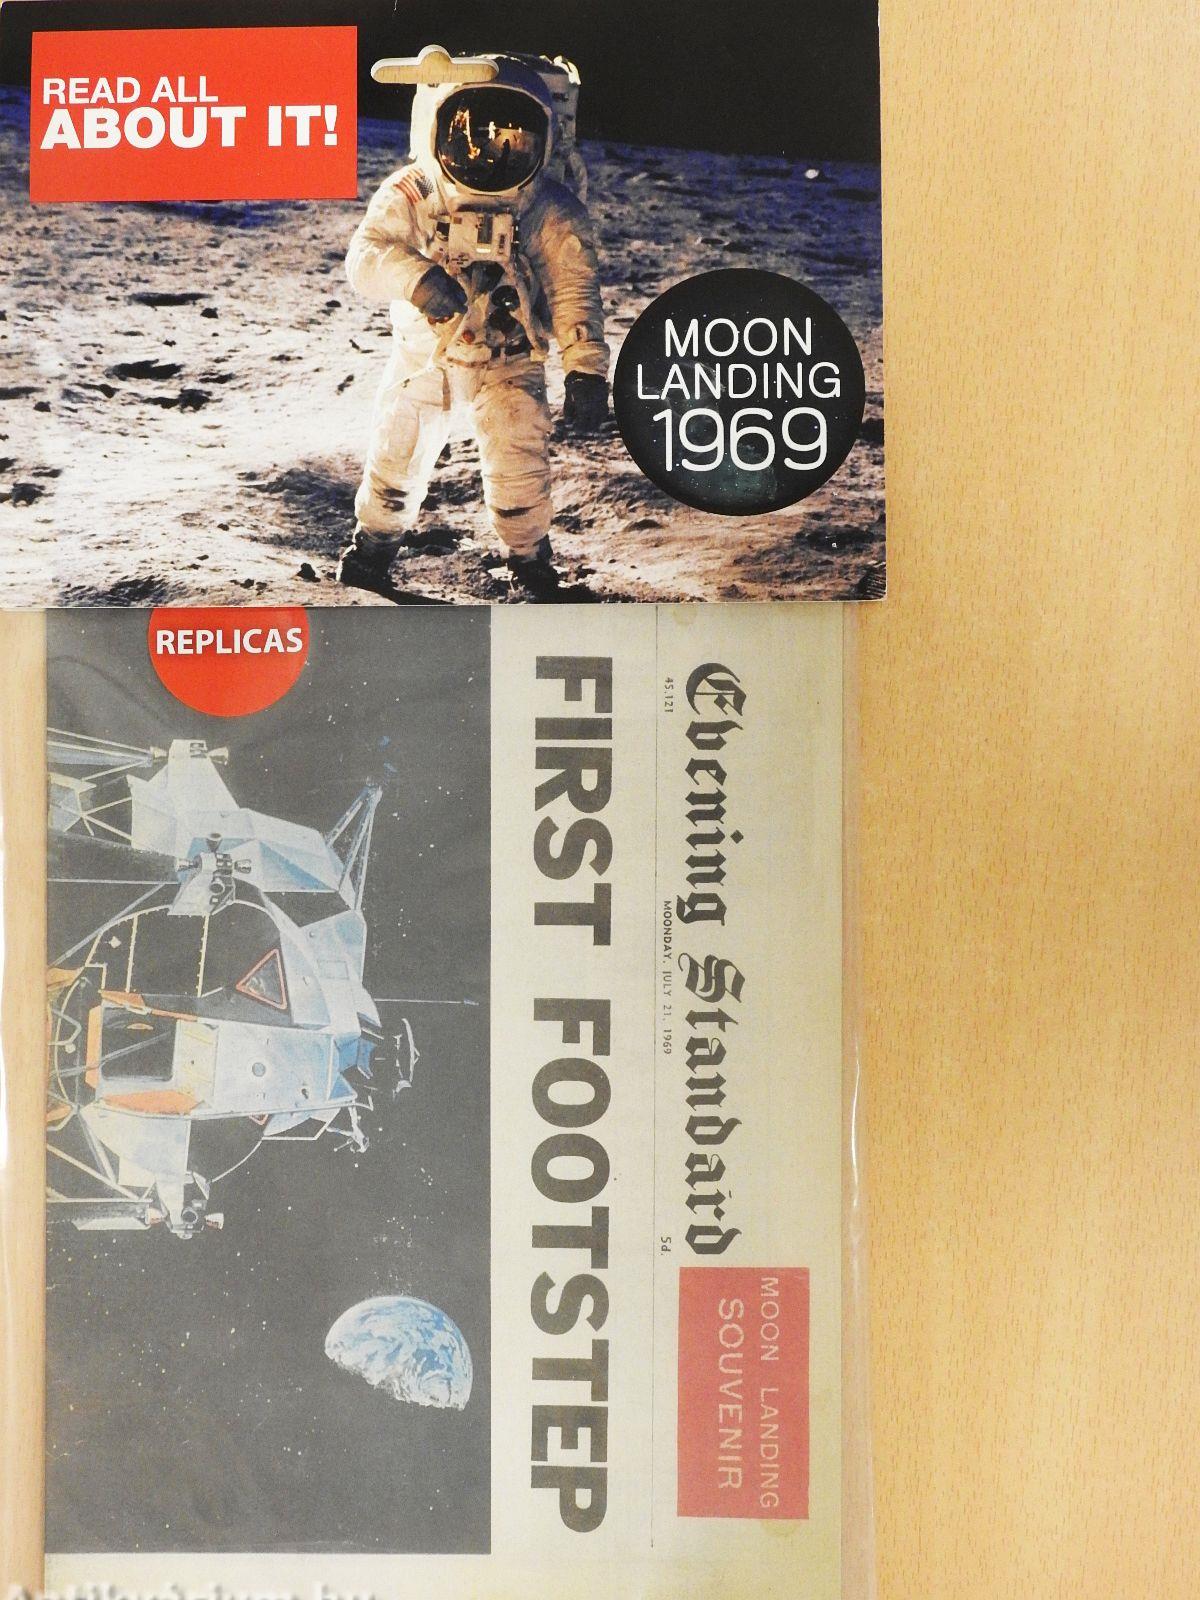 READ ALL
ABOUT IT!
MOON
LANDING
1969
REPLICAS
Evening Standard
MOON LANDING
SOUVENIR
45,121
MOONDAY, JULY 21, 1969
5d.
FIRST FOOTSTEP